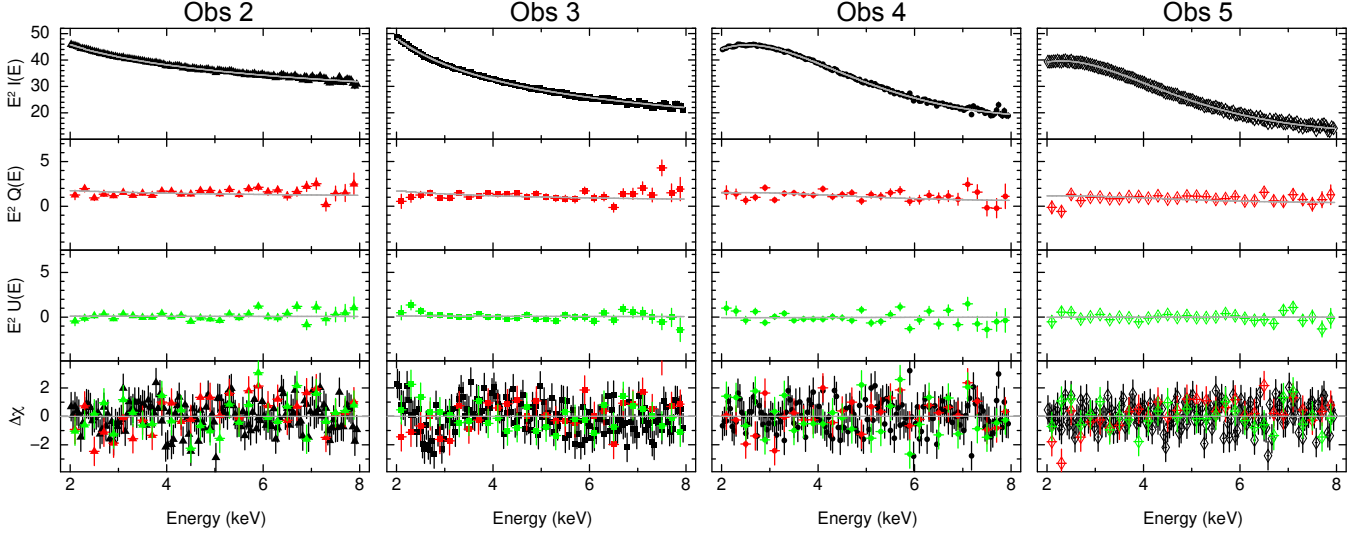 Obs 2 Obs 3 Obs 4 Obs 5
E² I(E)
50
40
30
20
E² Q(E)
5
0
E² U(E)
5
0
Δχ
2
0
−2
2 4 6 8 2 4 6 8 2 4 6 8 2 4 6 8
Energy (keV) Energy (keV) Energy (keV) Energy (keV)